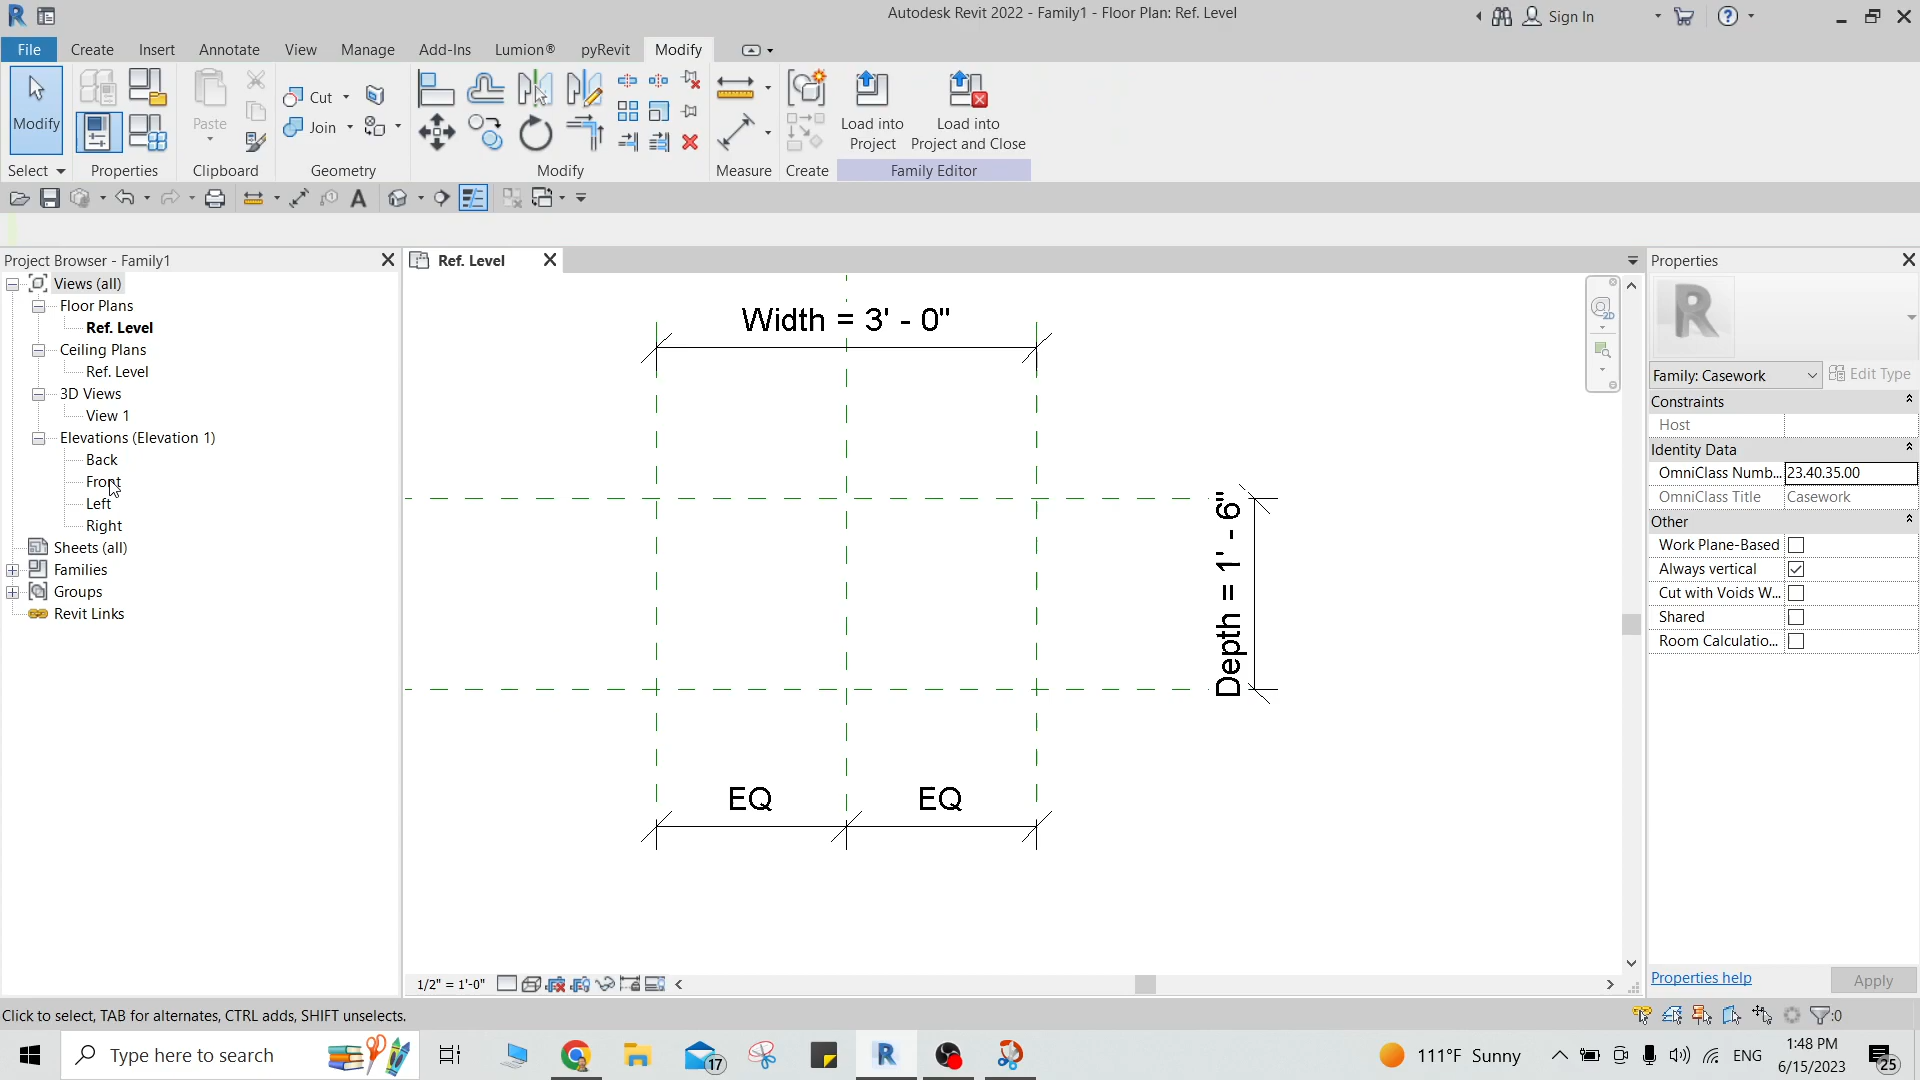 Autodesk Revit 2022 - Family1 - Floor Plan: Ref. Level
Sign In
File
Create
Insert
Annotate
View
Manage
Add-Ins
Lumion®
pyRevit
Modify
Modify
Paste
Cut
Join
Load into
Project
Load into
Project and Close
Select
Properties
Clipboard
Geometry
Modify
Measure
Create
Family Editor
Project Browser - Family1
Views (all)
Floor Plans
Ref. Level
Ceiling Plans
Ref. Level
3D Views
View 1
Elevations (Elevation 1)
Back
Front
Left
Right
Sheets (all)
Families
Groups
Revit Links
Ref. Level
Width = 3' - 0"
Depth = 1' - 6"
EQ
EQ
2D
Properties
R
Family: Casework
Edit Type
Constraints
Host
Identity Data
OmniClass Numb... 23.40.35.00
OmniClass Title Casework
Other
Work Plane-Based
Always vertical
Cut with Voids W...
Shared
Room Calculatio...
Properties help
Apply
1/2" = 1'-0"
Click to select, TAB for alternates, CTRL adds, SHIFT unselects.
:0
Type here to search
17
R
111°F Sunny
ENG
1:48 PM
6/15/2023
25